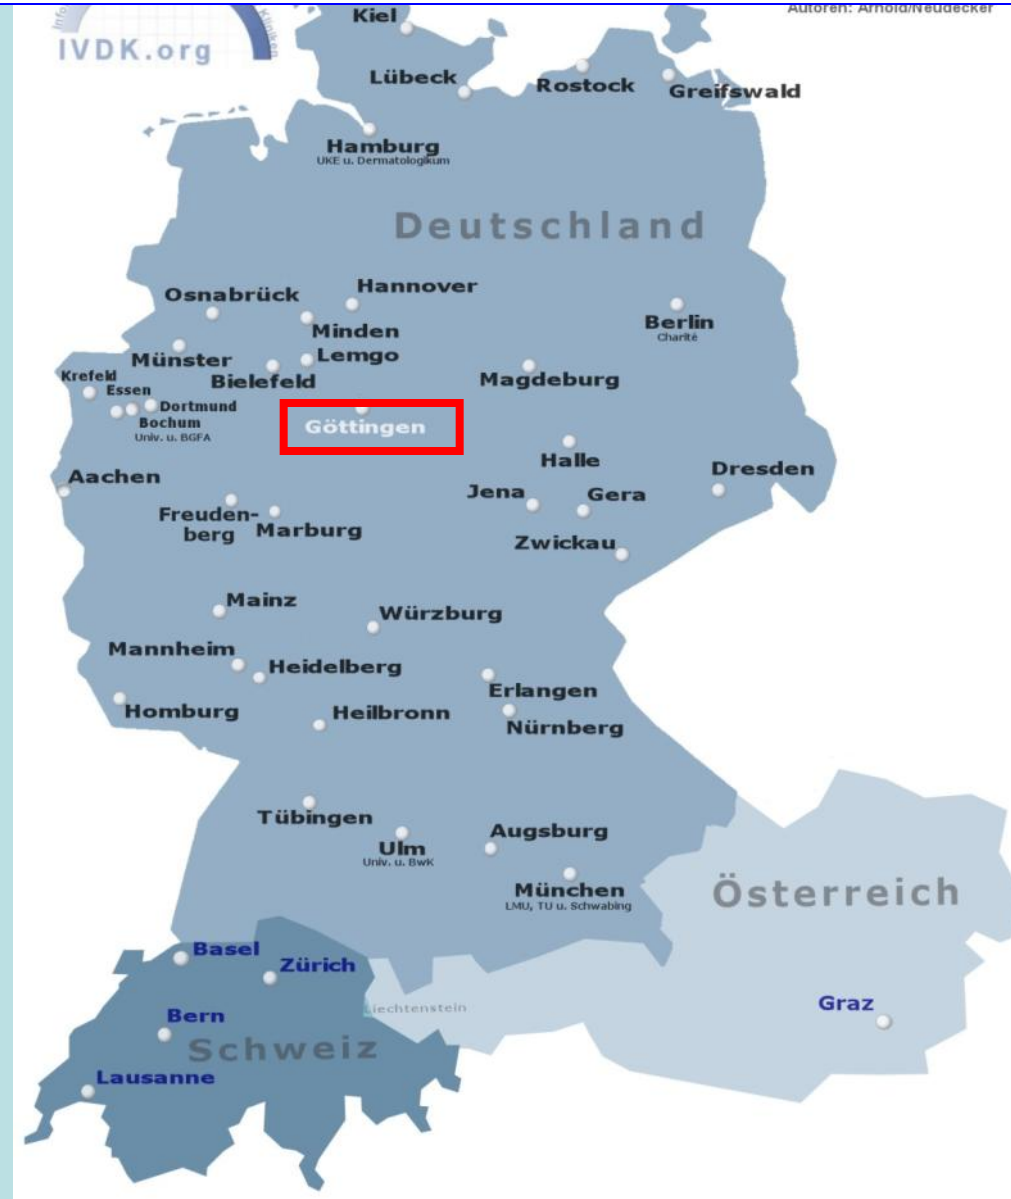 Autoren: Arnold/Neudecker
Kliniken
IVDK.org
Kiel
Lübeck
Rostock
Greifswald
Hamburg
UKE u. Dermatologikum
Deutschland
Hannover
Osnabrück
Minden
Berlin
Charité
Münster
Lemgo
Bielefeld
Magdeburg
Krefeld
Essen
Dortmund
Bochum
Univ. u. BGFA
Göttingen
Halle
Aachen
Dresden
Jena
Gera
Freuden-
berg
Marburg
Zwickau
Mainz
Würzburg
Mannheim
Heidelberg
Erlangen
Homburg
Heilbronn
Nürnberg
Tübingen
Augsburg
Ulm
Univ. u. BwK
München
LMU, TU u. Schwabing
Österreich
Basel
Zürich
Liechtenstein
Graz
Bern
Schweiz
Lausanne